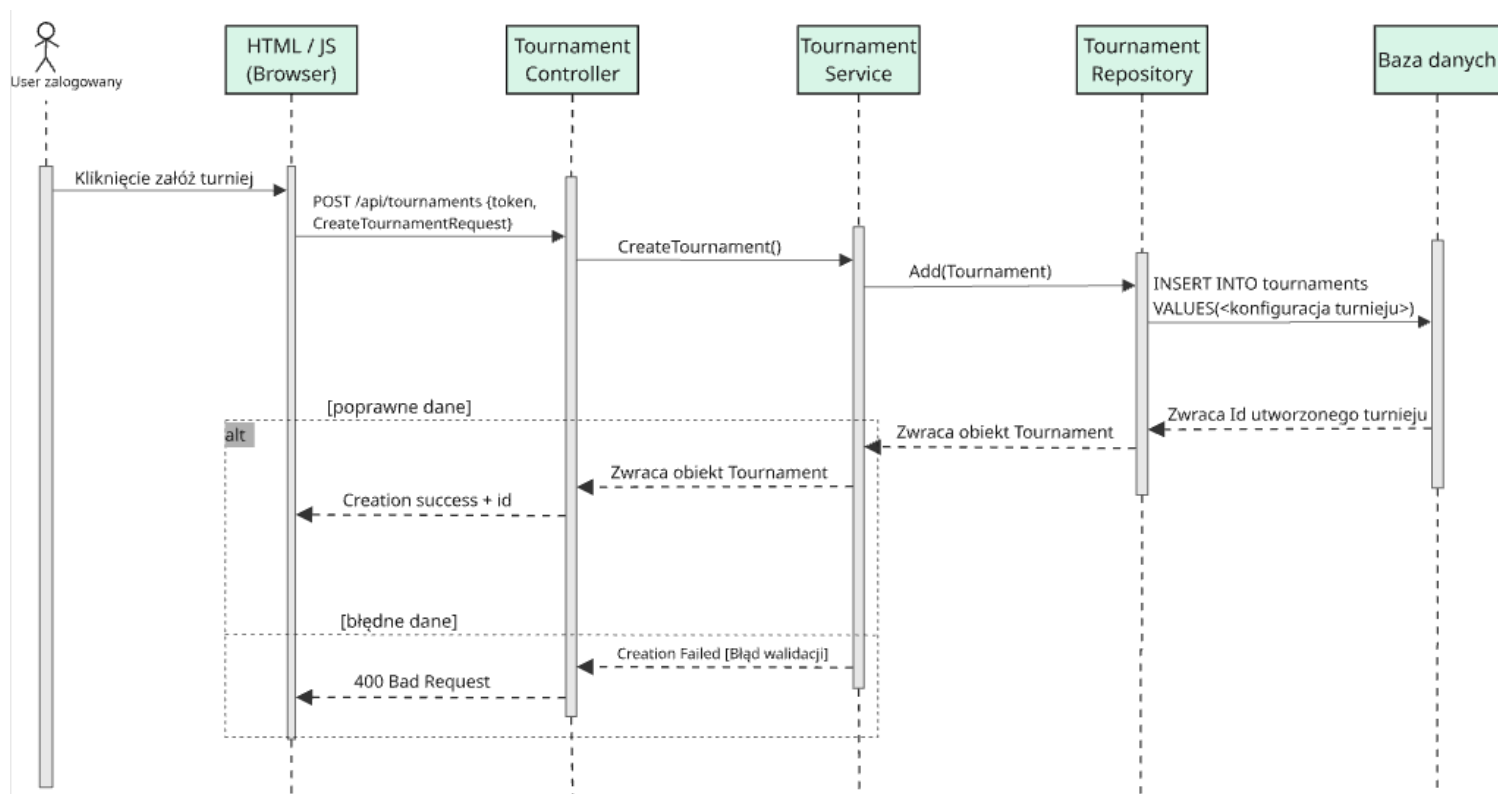 User zalogowany
HTML / JS
(Browser)
Tournament
Controller
Tournament
Service
Tournament
Repository
Baza danych
Kliknięcie załóż turniej
POST /api/tournaments {token,
CreateTournamentRequest}
CreateTournament()
Add(Tournament)
INSERT INTO tournaments
VALUES(<konfiguracja turnieju>)
[poprawne dane]
alt
Zwraca Id utworzonego turnieju
Zwraca obiekt Tournament
Zwraca obiekt Tournament
Creation success + id
[błędne dane]
Creation Failed [Błąd walidacji]
400 Bad Request